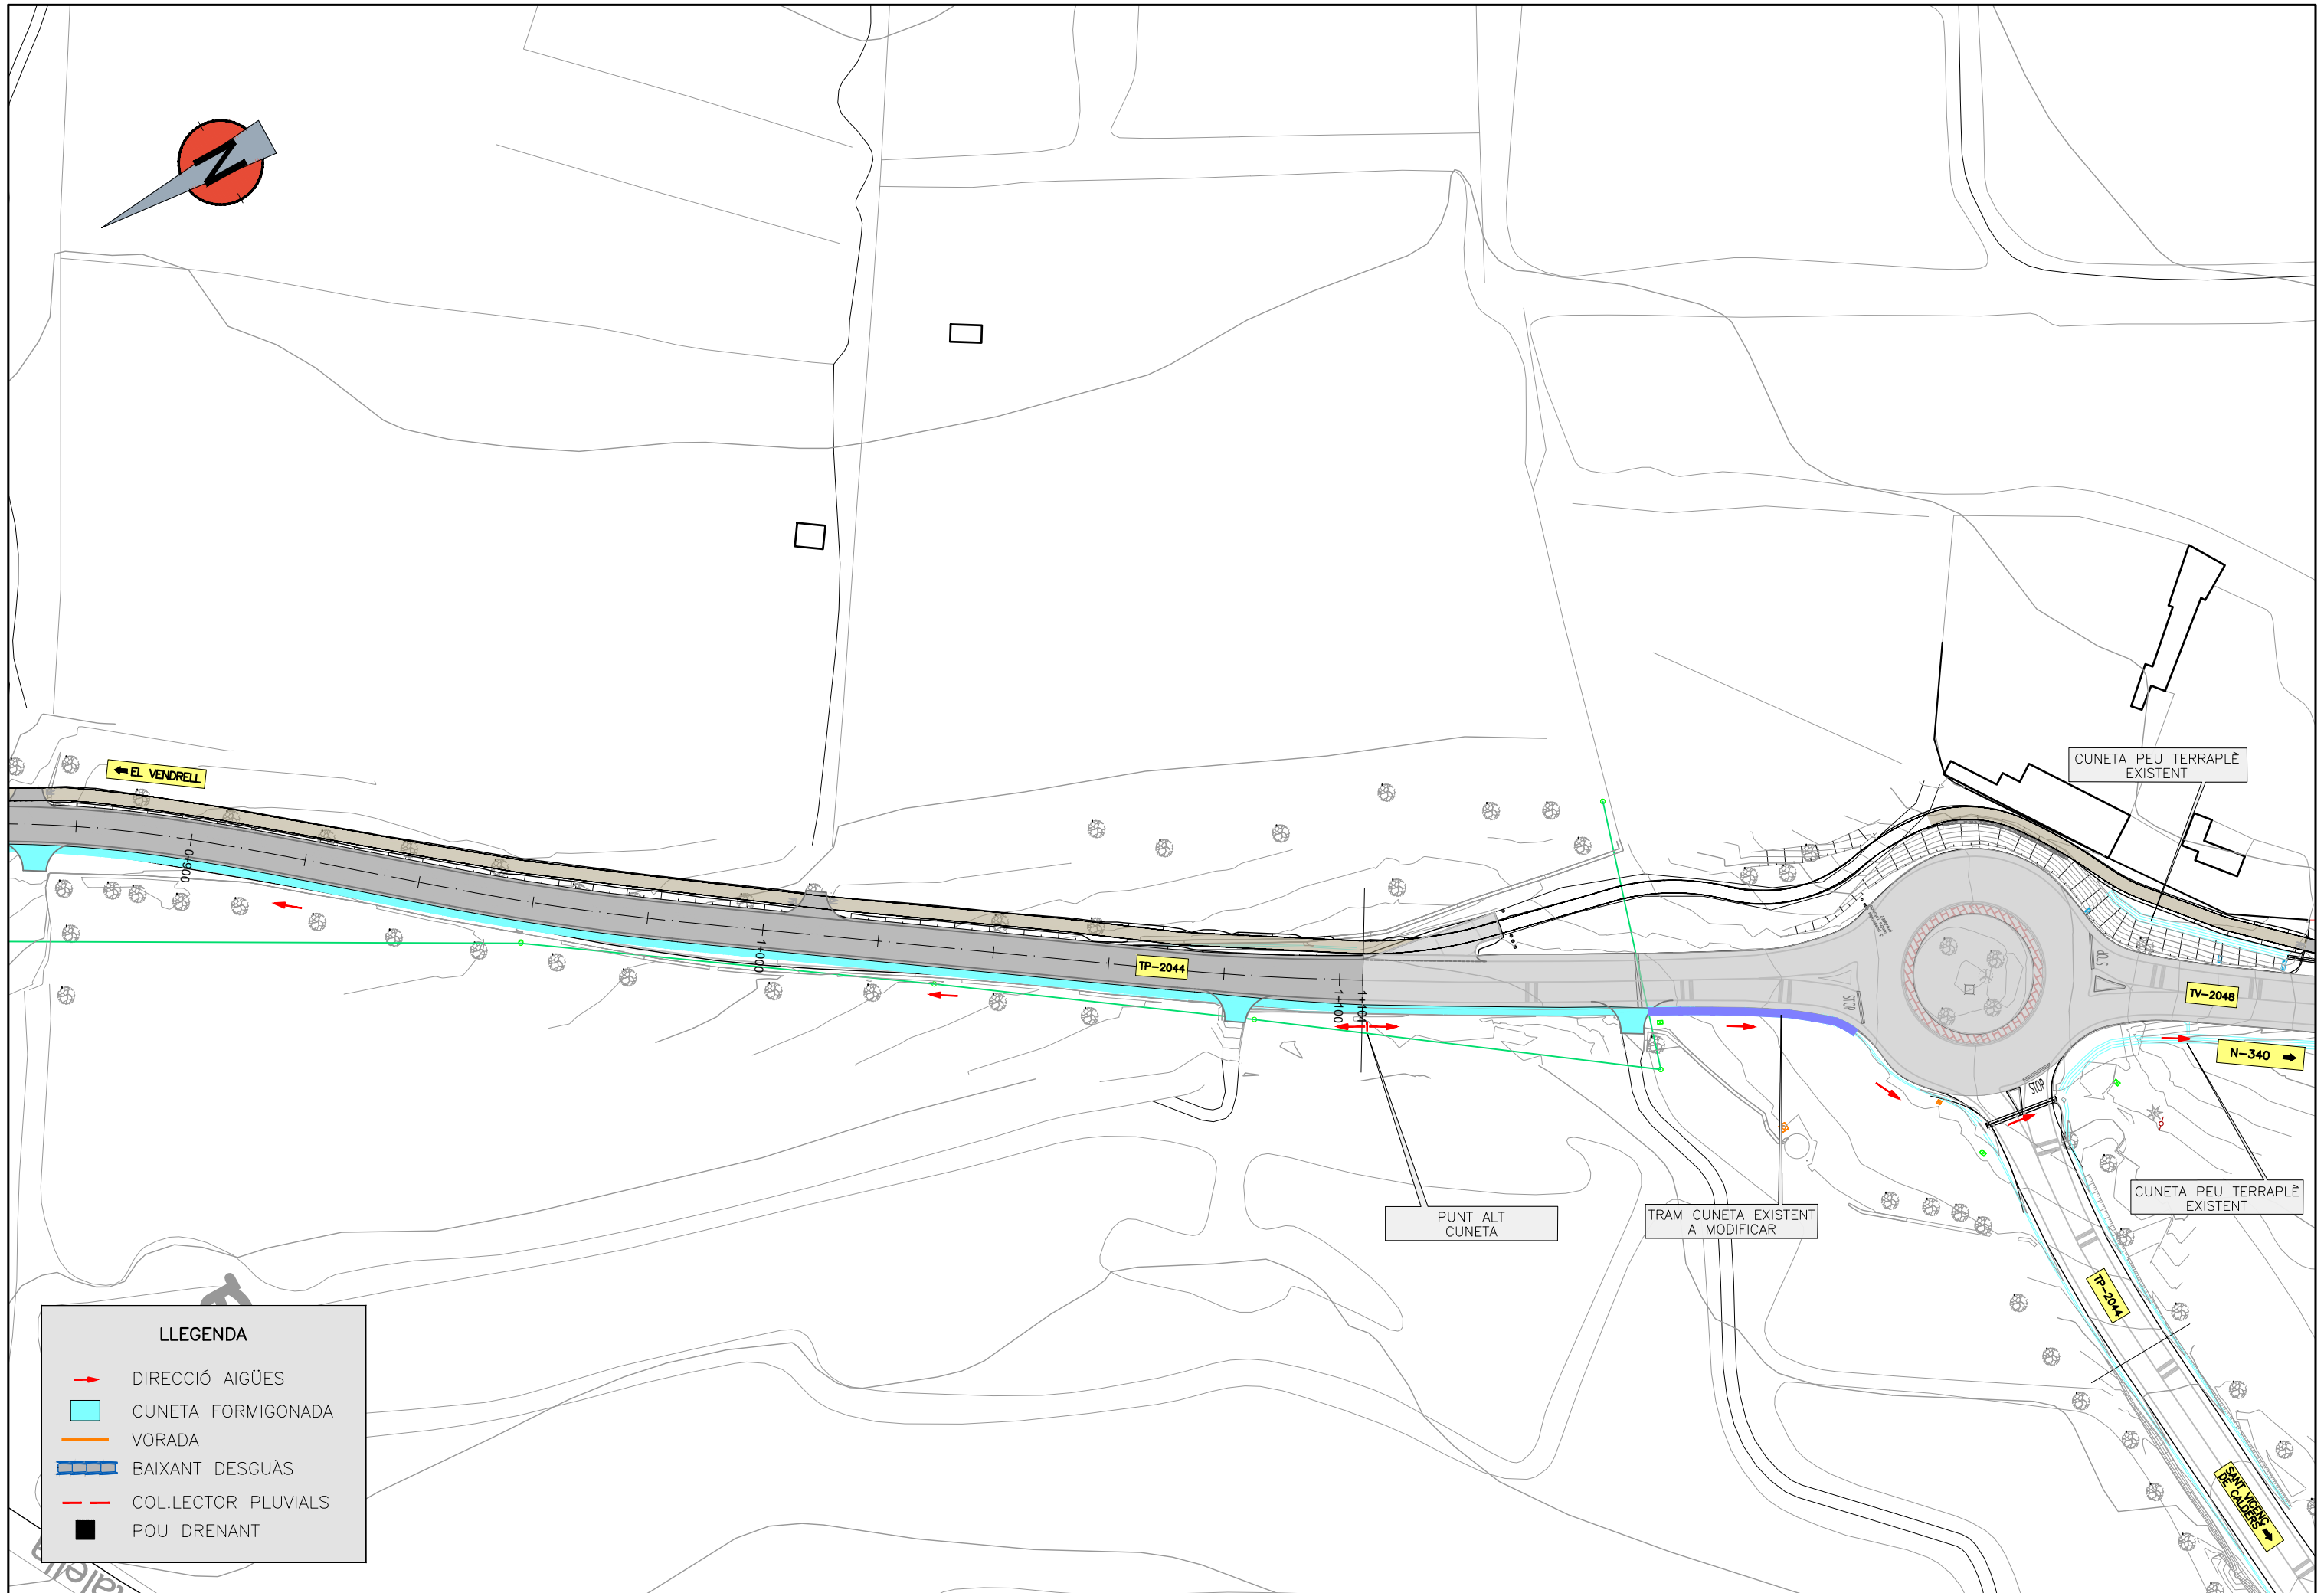 N
CUNETA PEU TERRAPLÈ
EXISTENT
EL VENDRELL
0+900
1+000
TP-2044
1+100
1+104
STOP
STOP
TV-2048
N-340
STOP
CUNETA PEU TERRAPLÈ
EXISTENT
PUNT ALT
CUNETA
TRAM CUNETA EXISTENT
A MODIFICAR
TP-2044
SANT VICENÇ
DE CALDERS
LLEGENDA
DIRECCIÓ AIGÜES
CUNETA FORMIGONADA
VORADA
BAIXANT DESGUÀS
COL.LECTOR PLUVIALS
POU DRENANT